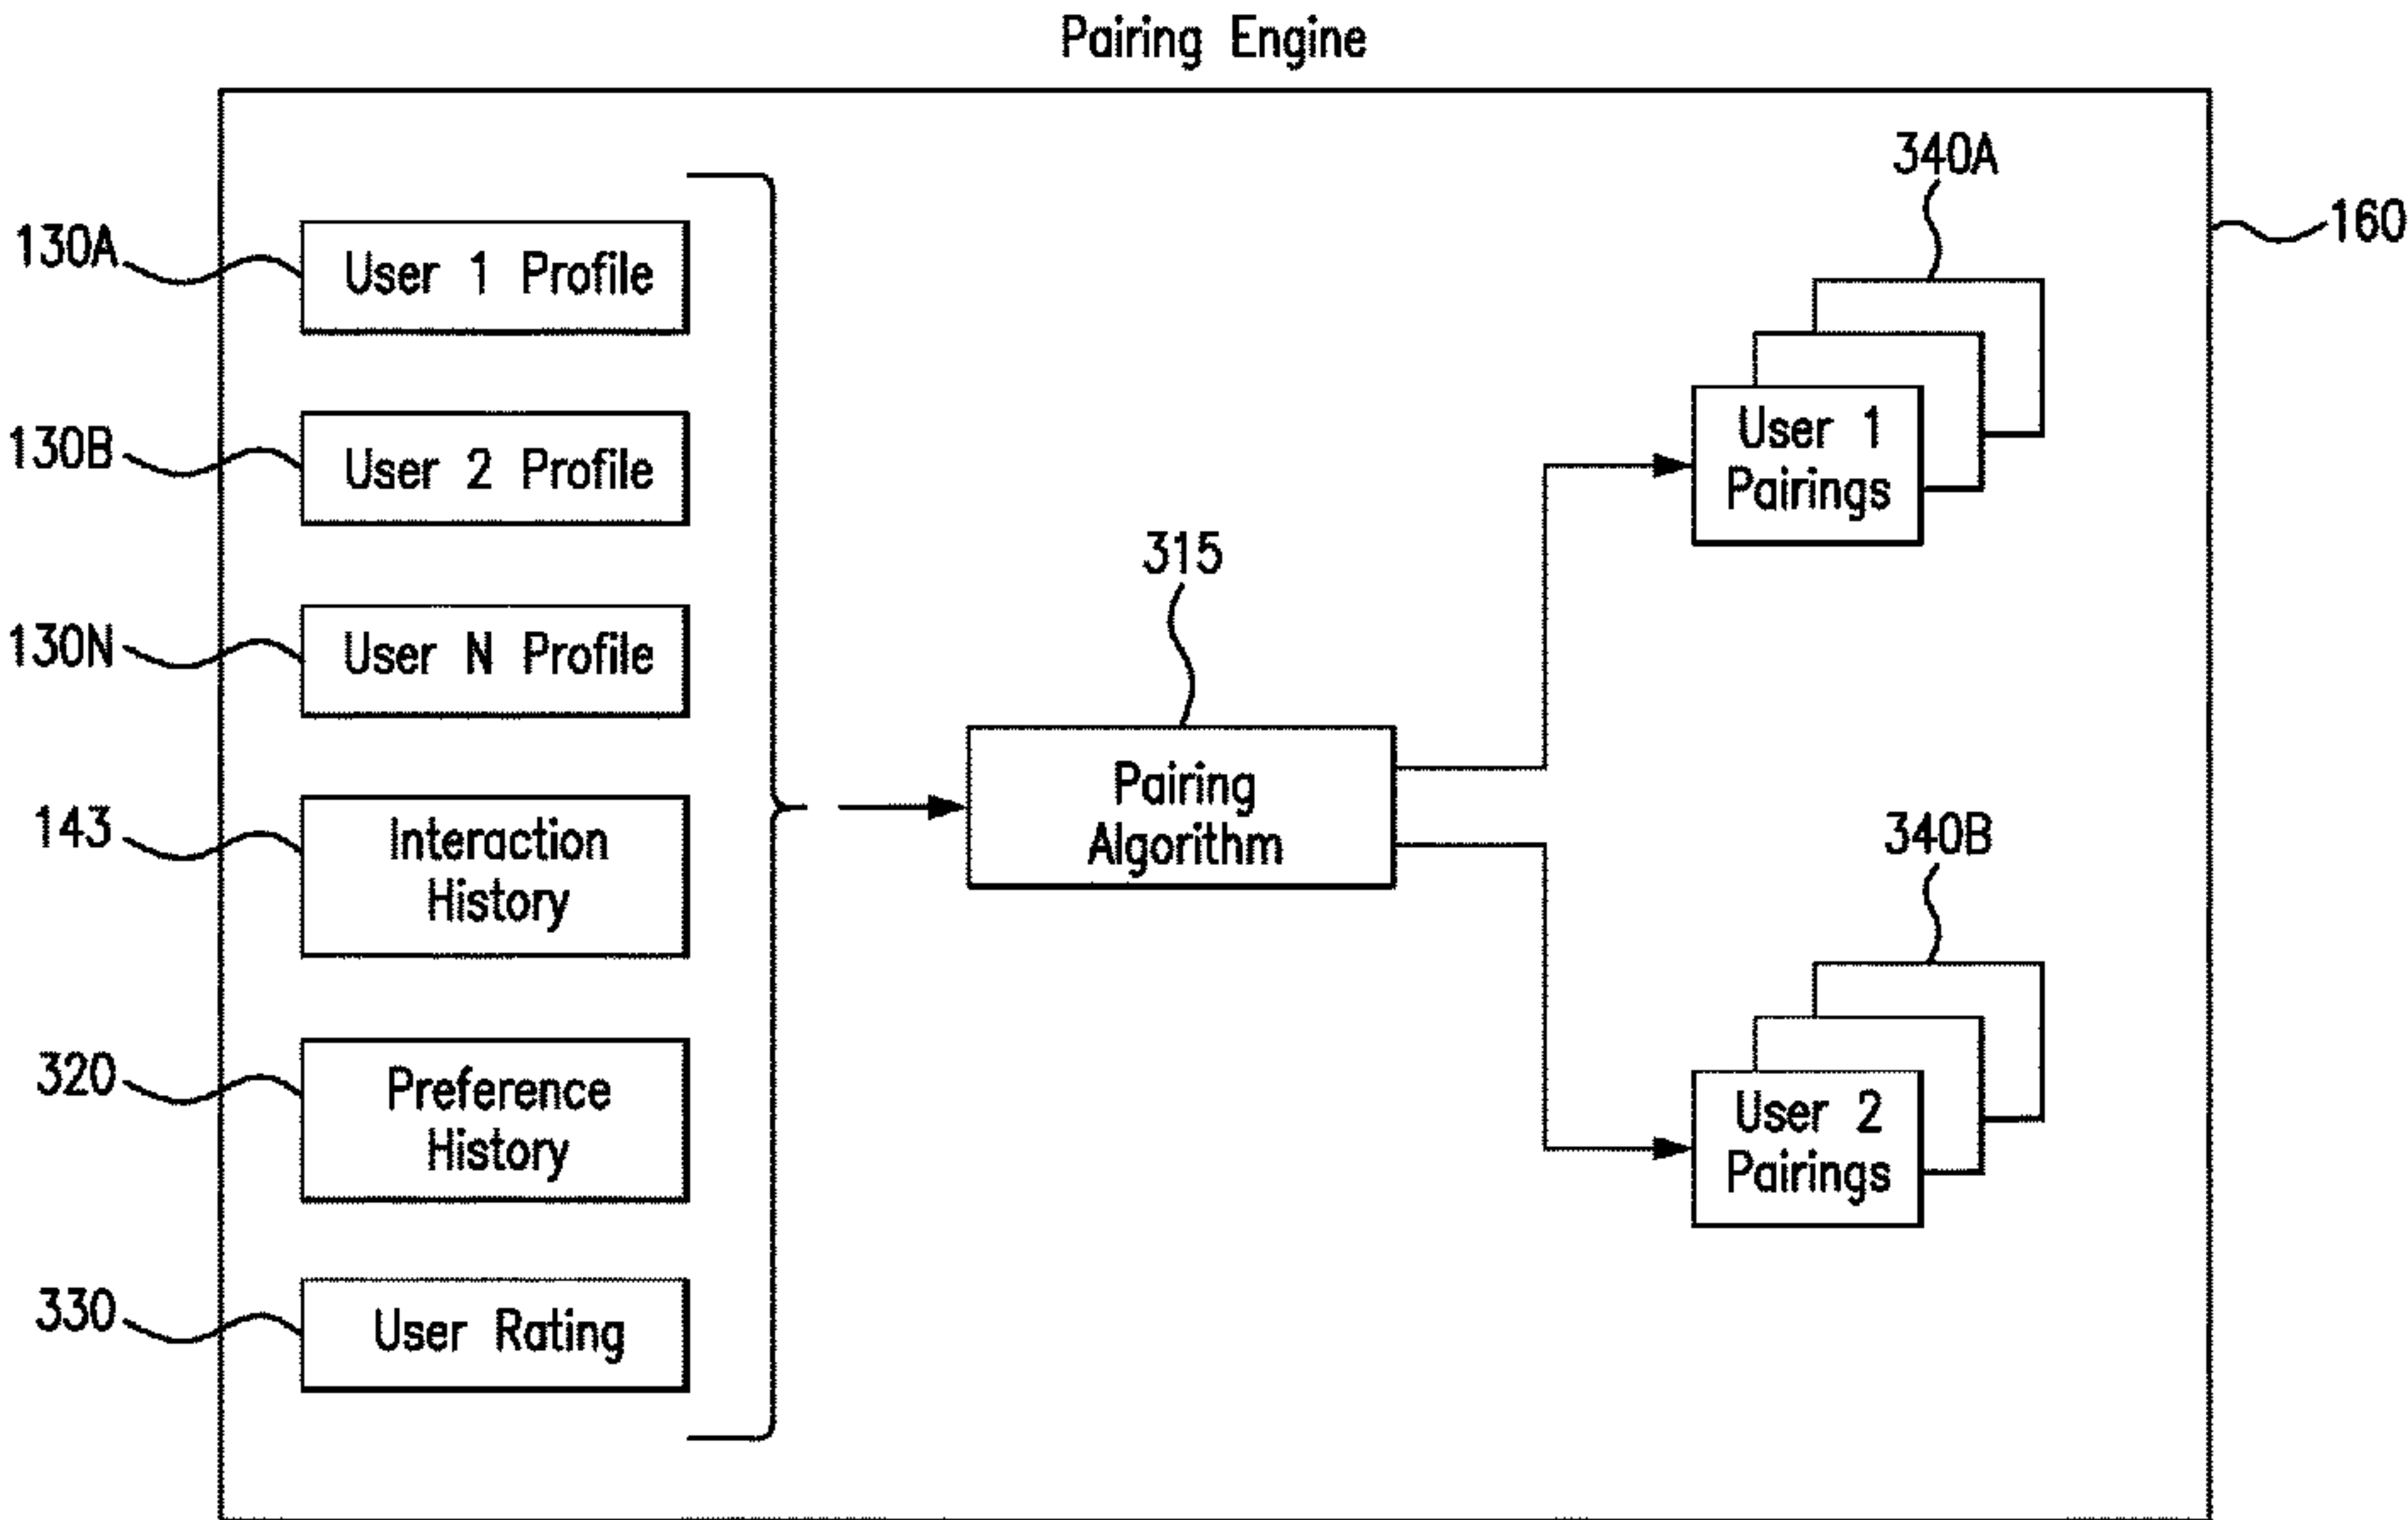 Pairing Engine
340A
160
130A
User 1 Profile
User 1
Pairings
130B
User 2 Profile
315
130N
User N Profile
Pairing
Algorithm
143
Interaction
History
340B
320
Preference
History
User 2
Pairings
330
User Rating